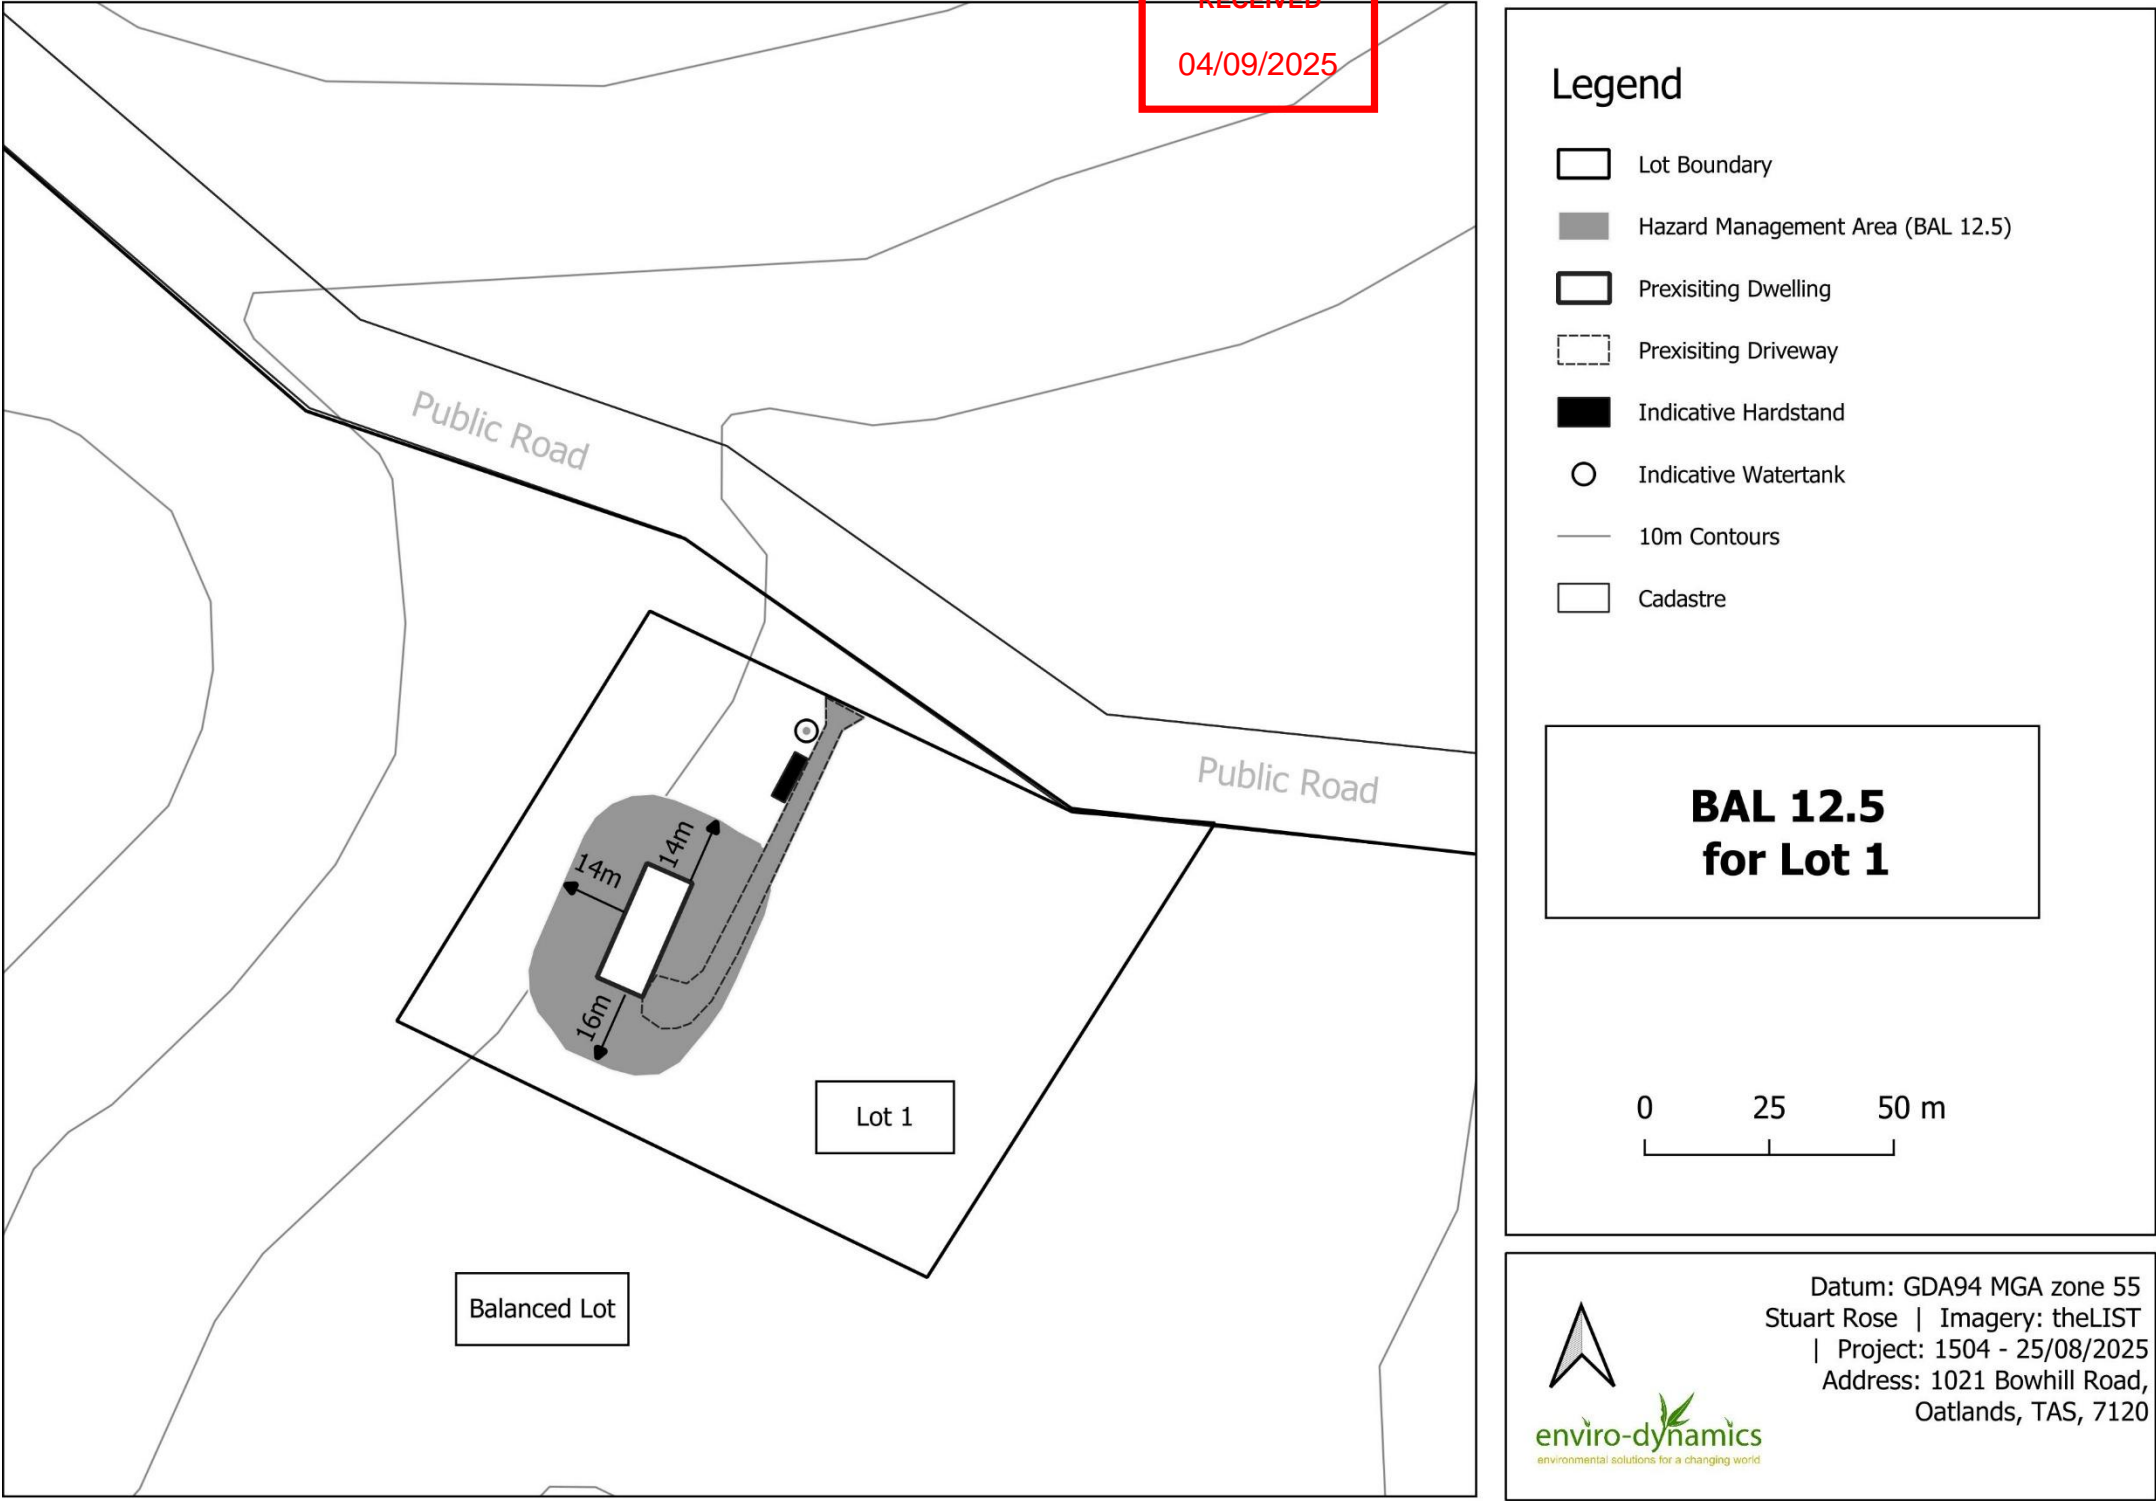 RECEIVED
04/09/2025
Public Road
Public Road
14m
14m
16m
Lot 1
Balanced Lot
Legend
Lot Boundary
Hazard Management Area (BAL 12.5)
Prexisiting Dwelling
Prexisiting Driveway
Indicative Hardstand
Indicative Watertank
10m Contours
Cadastre
BAL 12.5
for Lot 1
0 25 50 m
Datum: GDA94 MGA zone 55
Stuart Rose | Imagery: theLIST
| Project: 1504 - 25/08/2025
Address: 1021 Bowhill Road,
Oatlands, TAS, 7120
enviro-dynamics
environmental solutions for a changing world